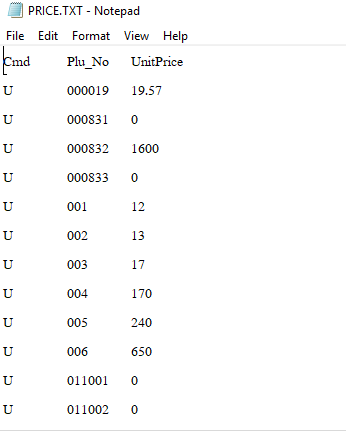 PRICE.TXT - Notepad
File Edit Format View Help
Cmd Plu_No UnitPrice
U 000019 19.57
U 000831 0
U 000832 1600
U 000833 0
U 001 12
U 002 13
U 003 17
U 004 170
U 005 240
U 006 650
U 011001 0
U 011002 0